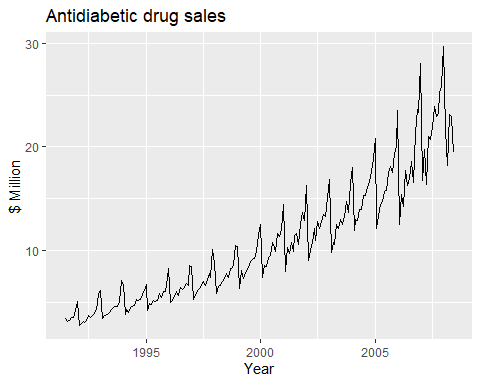 Antidiabetic drug sales
30
20
10
$ Million
1995 2000 2005
Year